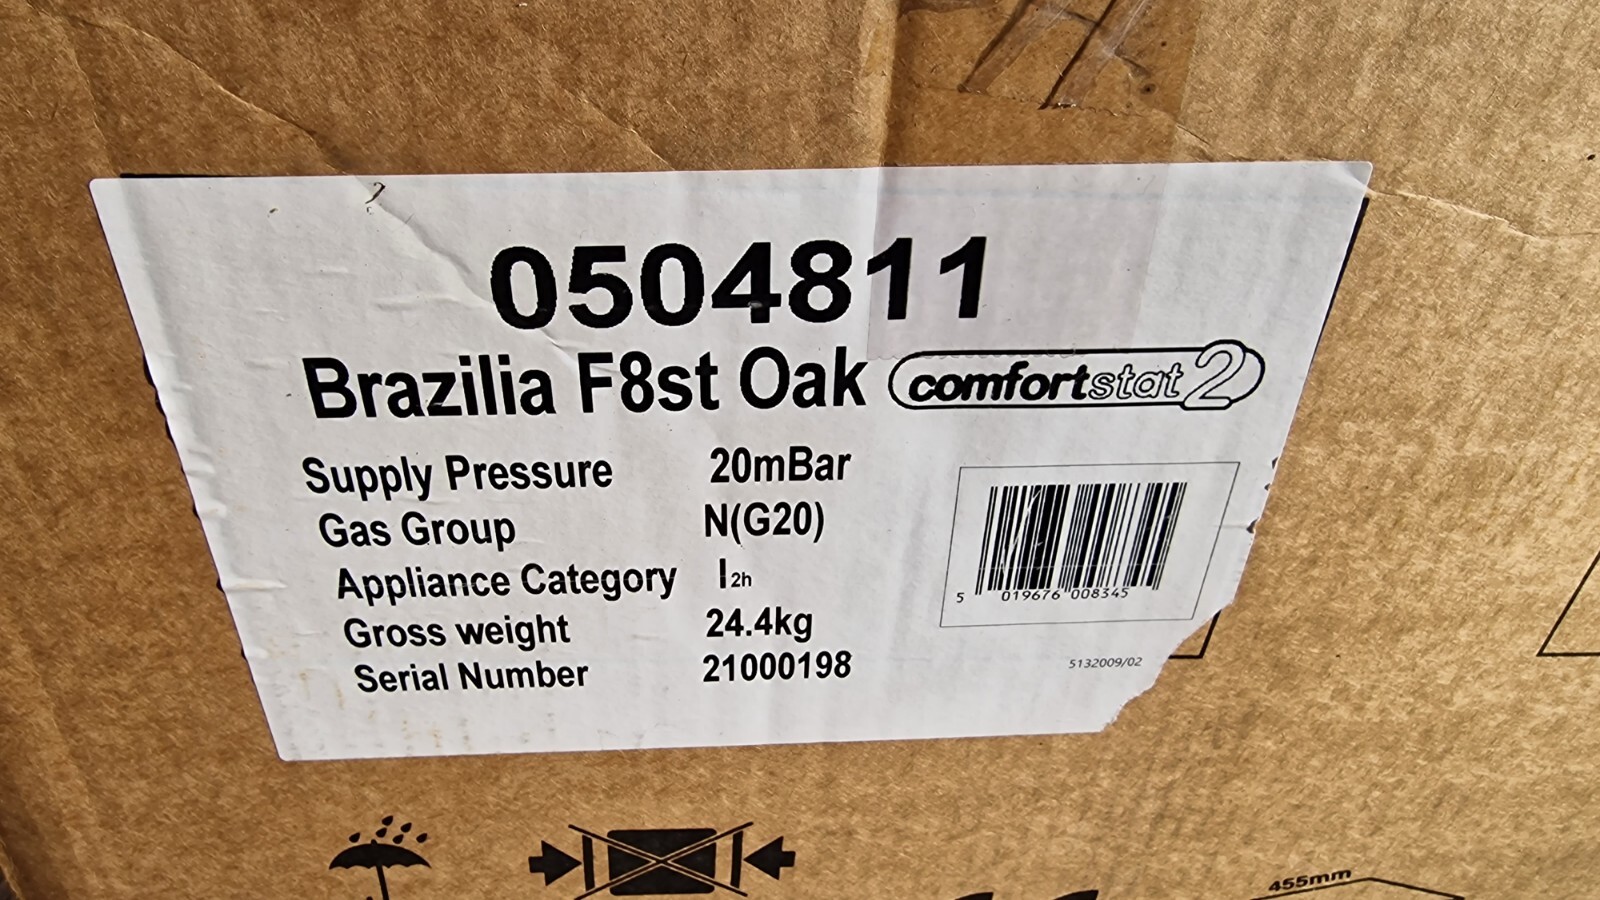 0504811
Brazilia F8st Oak comfortstat2
Supply Pressure 20mBar
Gas Group N(G20)
Appliance Category I2h
Gross weight 24.4kg
Serial Number 21000198
5 019676 008345
5132009/02
455mm